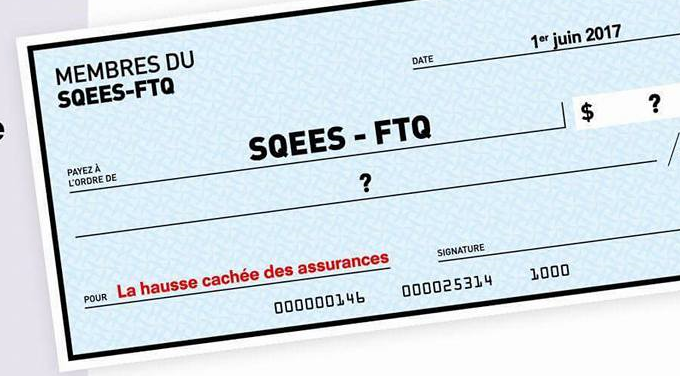 MEMBRES DU
SQEES-FTQ
DATE 1er juin 2017
PAYEZ À
L'ORDRE DE SQEES - FTQ $ ?
?
POUR La hausse cachée des assurances
SIGNATURE
000000146 000025314 1000